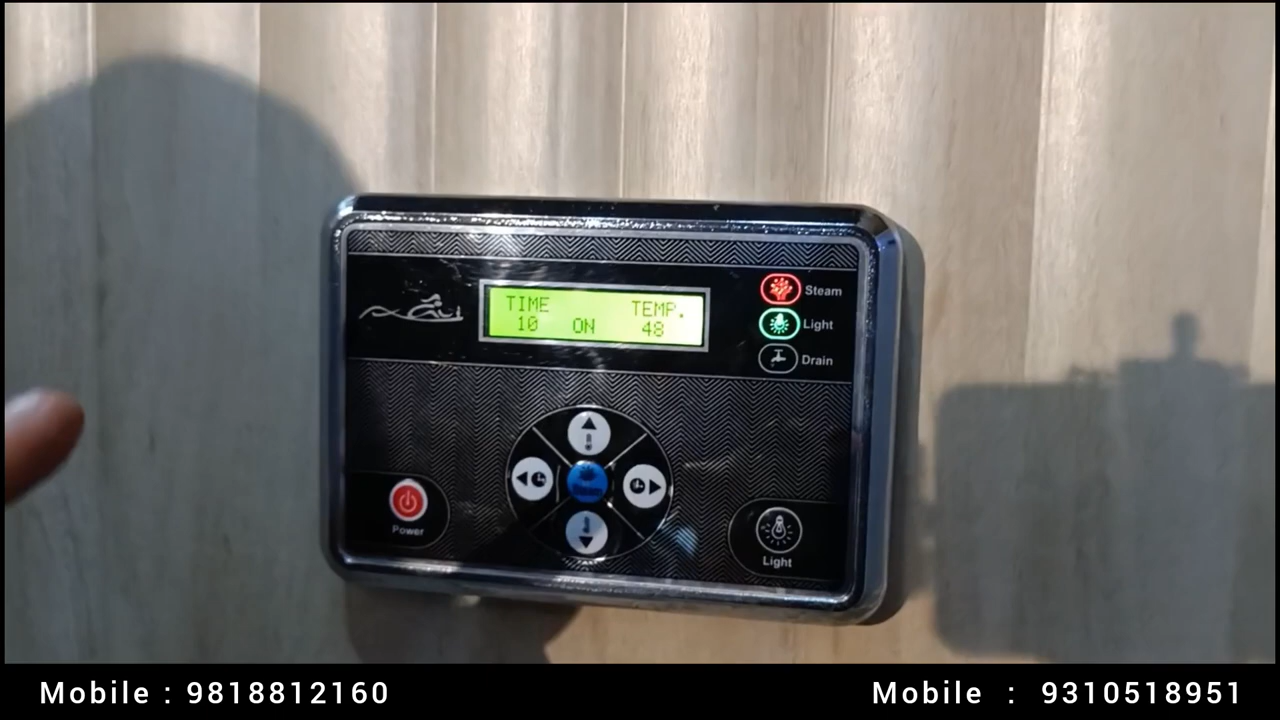 TIME TEMP.
10 ON 48
Steam
Light
Drain
Power
Light
Mobile : 9818812160
Mobile : 9310518951